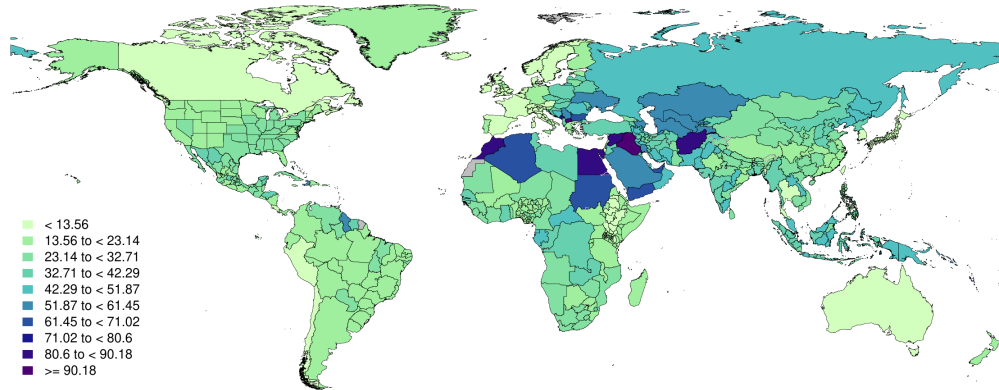 < 13.56
13.56 to < 23.14
23.14 to < 32.71
32.71 to < 42.29
42.29 to < 51.87
51.87 to < 61.45
61.45 to < 71.02
71.02 to < 80.6
80.6 to < 90.18
>= 90.18